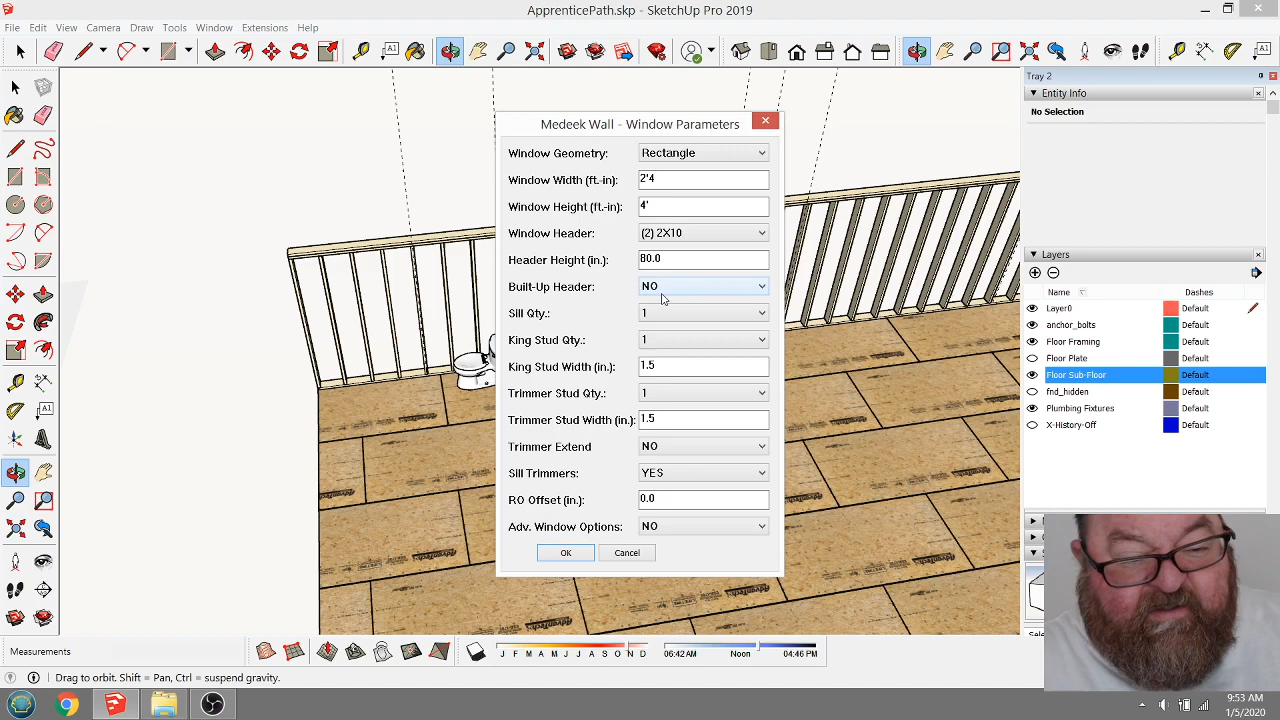 ApprenticePath.skp - SketchUp Pro 2019
File Edit View Camera Draw Tools Window Extensions Help
Tray 2
Entity Info
No Selection
Medeek Wall - Window Parameters
Window Geometry: Rectangle
Window Width (ft.-in): 2'4
Window Height (ft.-in): 4'
Window Header: (2) 2X10
Header Height (in.): 80.0
Built-Up Header: NO
Sill Qty.: 1
King Stud Qty.: 1
King Stud Width (in.): 1.5
Trimmer Stud Qty.: 1
Trimmer Stud Width (in.): 1.5
Trimmer Extend NO
Sill Trimmers: YES
RO Offset (in.): 0.0
Adv. Window Options: NO
OK Cancel
Layers
Name Dashes
Layer0 Default
anchor_bolts Default
Floor Framing Default
Floor Plate Default
Floor Sub-Floor Default
fnd_hidden Default
Plumbing Fixtures Default
X-History-Off Default
Measurements
J F M A M J J A S O N D
06:42 AM Noon 04:46 PM
Drag to orbit. Shift = Pan, Ctrl = suspend gravity.
9:53 AM
1/5/2020